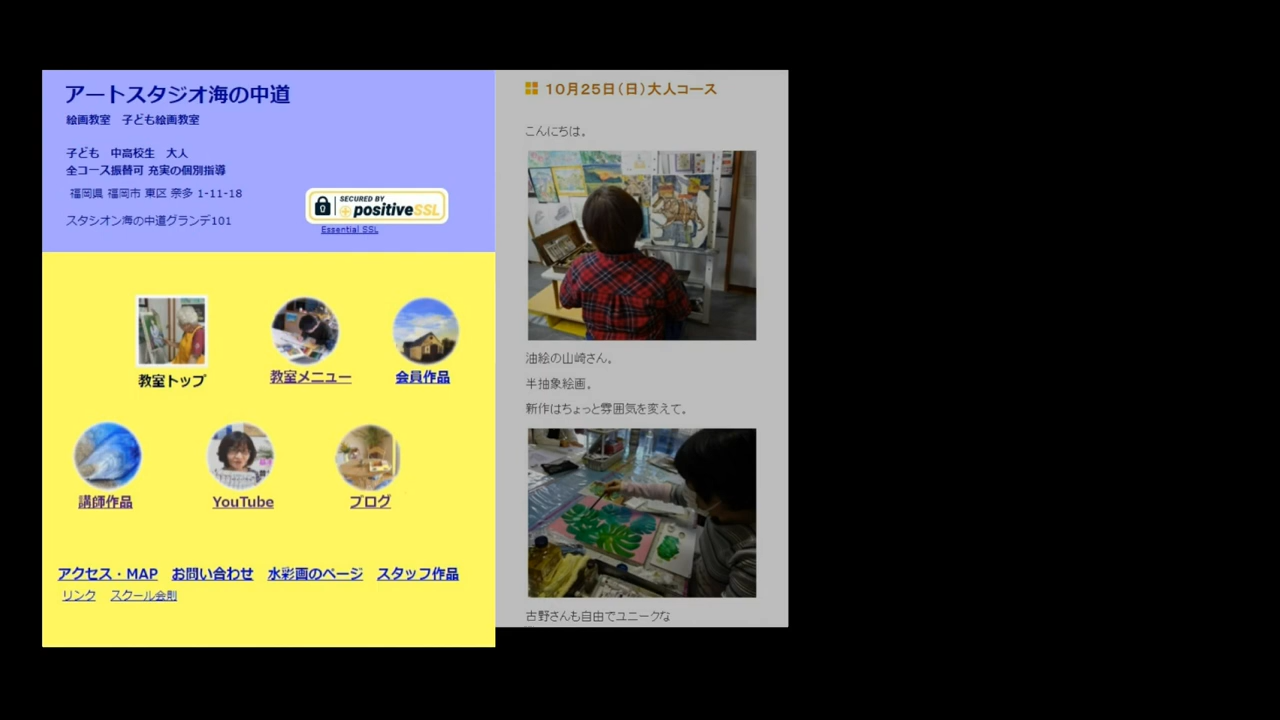 アートスタジオ海の中道
絵画教室　子ども絵画教室
子ども　中高校生　大人
全コース振替可 充実の個別指導
福岡県 福岡市 東区 奈多 1-11-18
スタシオン海の中道グランデ101
SECURED BY
positiveSSL
Essential SSL
教室トップ
教室メニュー
会員作品
講師作品
YouTube
ブログ
アクセス・MAP　お問い合わせ　水彩画のページ　スタッフ作品
リンク　スクール会則
10月25日（日）大人コース
こんにちは。
油絵の山崎さん。
半抽象絵画。
新作はちょっと雰囲気を変えて。
古野さんも自由でユニークな